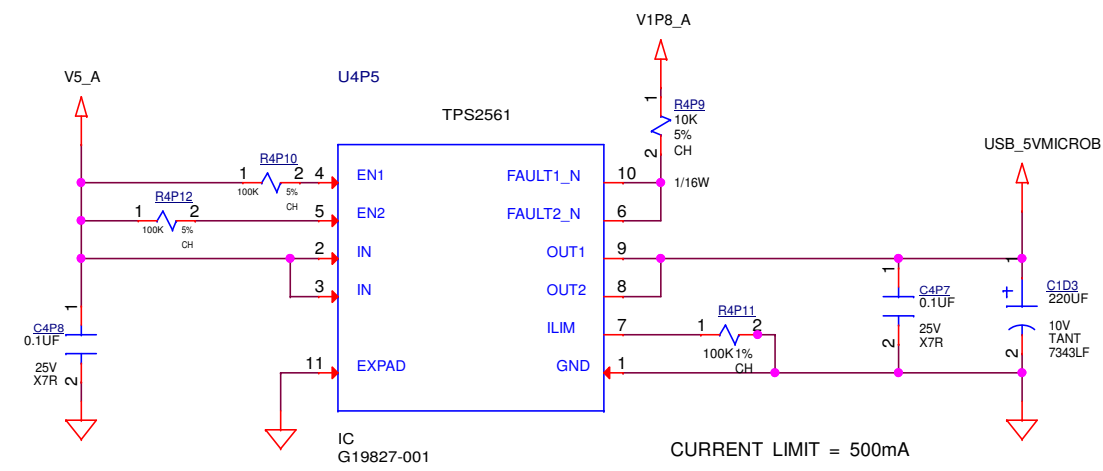 V1P8_A
V5_A
U4P5
TPS2561
1
R4P9
10K
5%
CH
2
1/16W
USB_5VMICROB
R4P10
1
2
100K
5%
CH
4
EN1
FAULT1_N
10
R4P12
1
2
100K
5%
CH
5
EN2
FAULT2_N
6
2
IN
OUT1
9
3
IN
OUT2
8
ILIM
7
R4P11
1
2
100K
1%
CH
11
EXPAD
GND
1
1
C4P8
0.1UF
25V
X7R
2
1
C4P7
0.1UF
25V
X7R
2
1
+
C1D3
220UF
10V
TANT
7343LF
2
IC
G19827-001
CURRENT LIMIT = 500mA